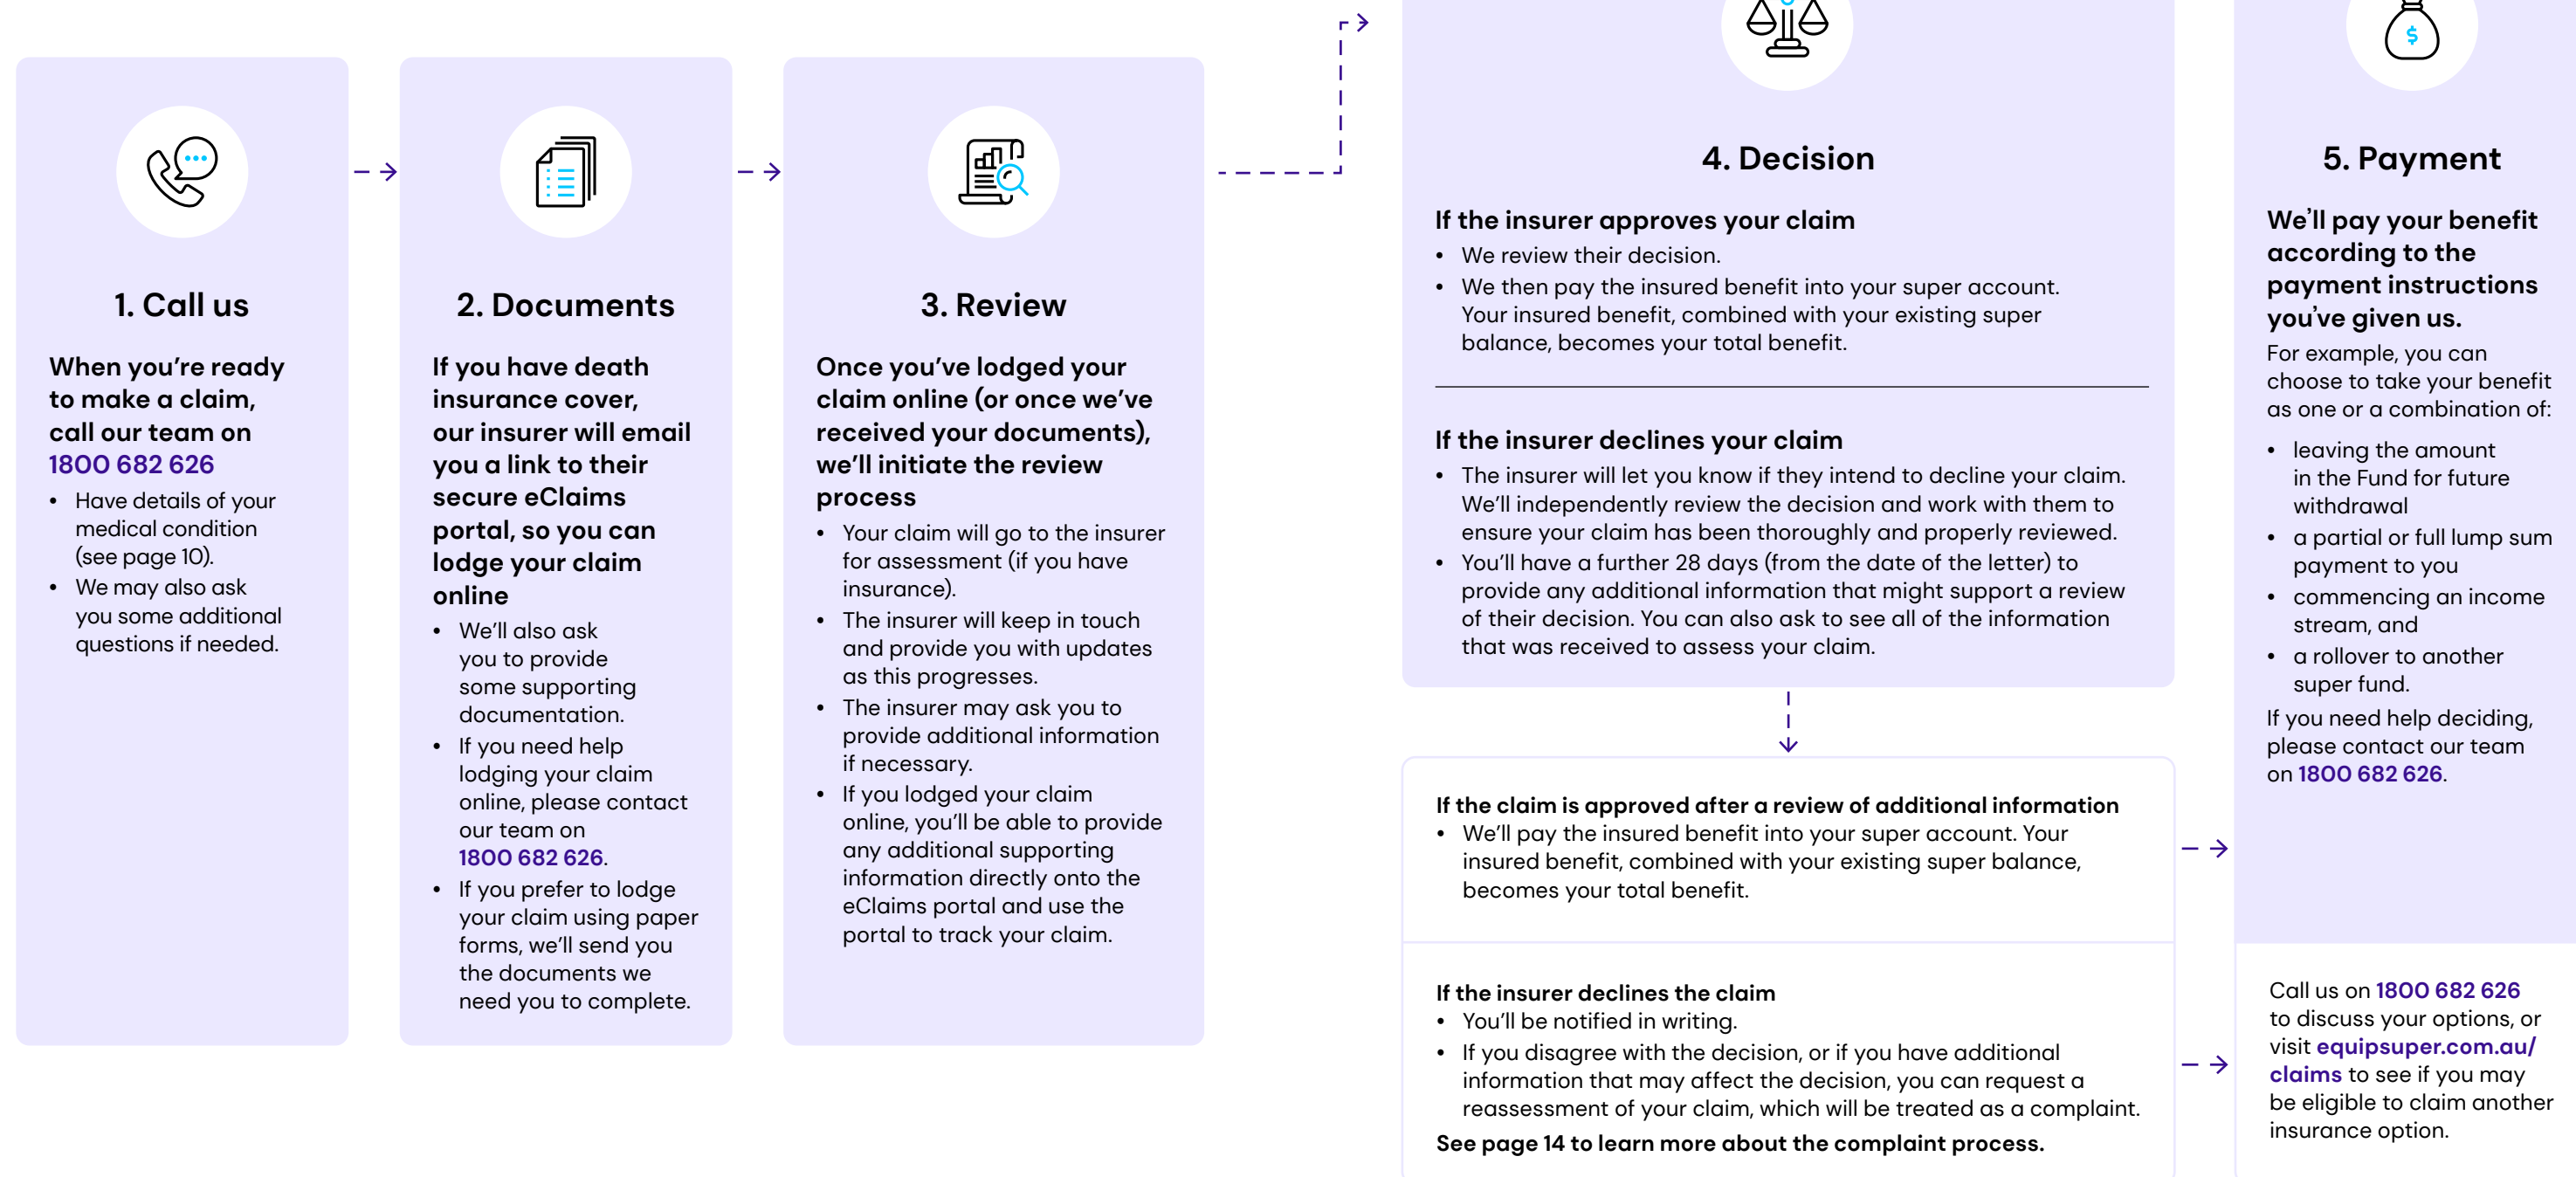 1. Call us
When you’re ready
to make a claim,
call our team on
1800 682 626
• Have details of your
medical condition
(see page 10).
• We may also ask
you some additional
questions if needed.
2. Documents
If you have death
insurance cover,
our insurer will email
you a link to their
secure eClaims
portal, so you can
lodge your claim
online
• We’ll also ask
you to provide
some supporting
documentation.
• If you need help
lodging your claim
online, please contact
our team on
1800 682 626.
• If you prefer to lodge
your claim using paper
forms, we’ll send you
the documents we
need you to complete.
3. Review
Once you’ve lodged your
claim online (or once we’ve
received your documents),
we’ll initiate the review
process
• Your claim will go to the insurer
for assessment (if you have
insurance).
• The insurer will keep in touch
and provide you with updates
as this progresses.
• The insurer may ask you to
provide additional information
if necessary.
• If you lodged your claim
online, you’ll be able to provide
any additional supporting
information directly onto the
eClaims portal and use the
portal to track your claim.
4. Decision
If the insurer approves your claim
• We review their decision.
• We then pay the insured benefit into your super account.
Your insured benefit, combined with your existing super
balance, becomes your total benefit.
If the insurer declines your claim
• The insurer will let you know if they intend to decline your claim.
We’ll independently review the decision and work with them to
ensure your claim has been thoroughly and properly reviewed.
• You’ll have a further 28 days (from the date of the letter) to
provide any additional information that might support a review
of their decision. You can also ask to see all of the information
that was received to assess your claim.
If the claim is approved after a review of additional information
• We’ll pay the insured benefit into your super account. Your
insured benefit, combined with your existing super balance,
becomes your total benefit.
If the insurer declines the claim
• You’ll be notified in writing.
• If you disagree with the decision, or if you have additional
information that may affect the decision, you can request a
reassessment of your claim, which will be treated as a complaint.
See page 14 to learn more about the complaint process.
$
5. Payment
We’ll pay your benefit
according to the
payment instructions
you’ve given us.
For example, you can
choose to take your benefit
as one or a combination of:
• leaving the amount
in the Fund for future
withdrawal
• a partial or full lump sum
payment to you
• commencing an income
stream, and
• a rollover to another
super fund.
If you need help deciding,
please contact our team
on 1800 682 626.
Call us on 1800 682 626
to discuss your options, or
visit equipsuper.com.au/
claims to see if you may
be eligible to claim another
insurance option.